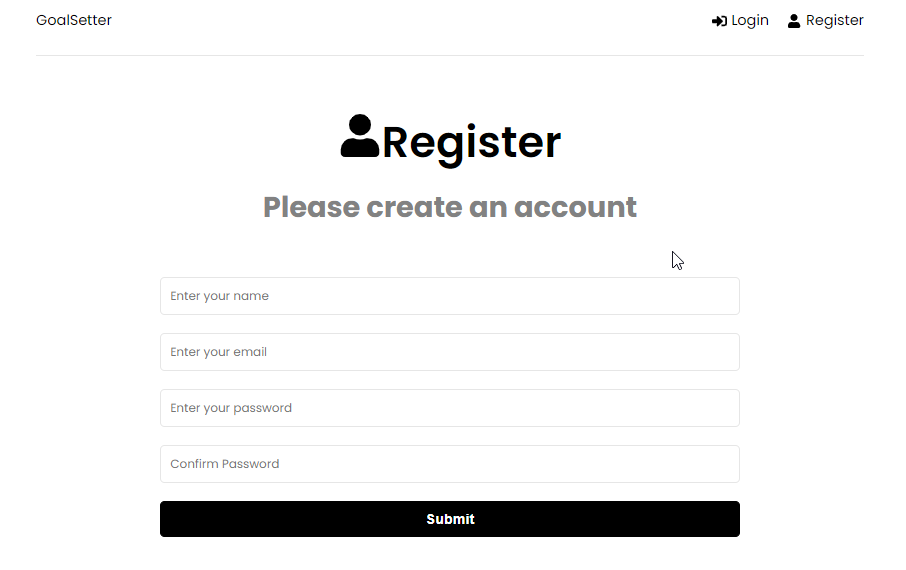 GoalSetter Login Register
Register
Please create an account
Enter your name
Enter your email
Enter your password
Confirm Password
Submit